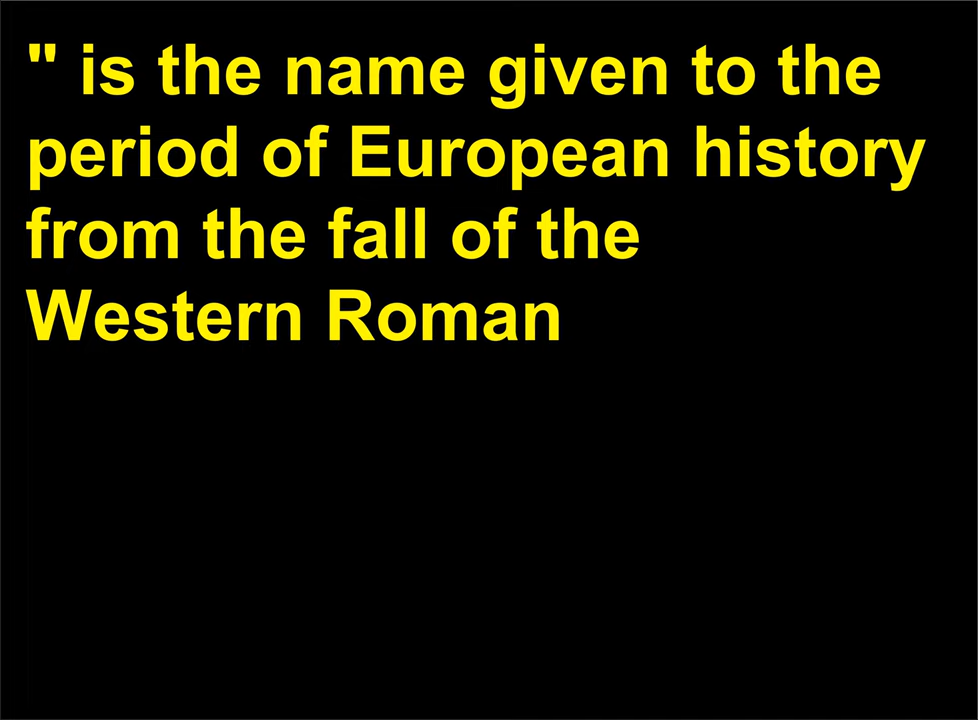 " is the name given to the
period of European history
from the fall of the
Western Roman